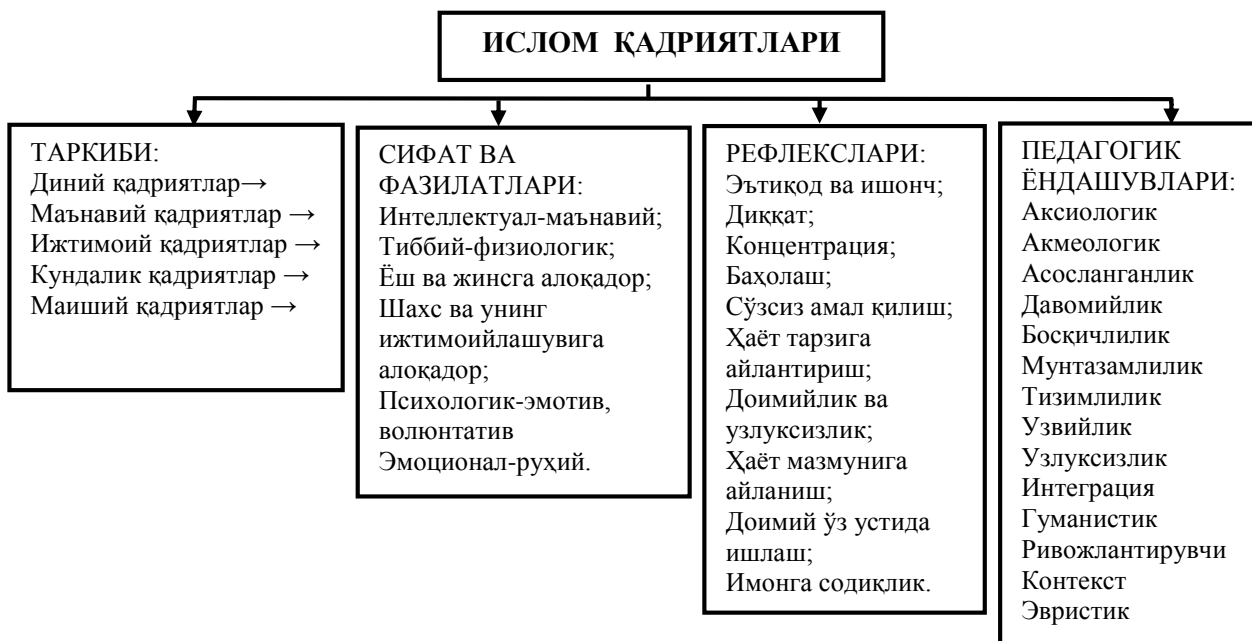 ИСЛОМ ҚАДРИЯТЛАРИ
ТАРКИБИ:
Диний қадриятлар→
Маънавий қадриятлар →
Ижтимоий қадриятлар →
Кундалик қадриятлар →
Маиший қадриятлар →
СИФАТ ВА
ФАЗИЛАТЛАРИ:
Интеллектуал-маънавий;
Тиббий-физиологик;
Ёш ва жинсга алоқадор;
Шахс ва унинг
ижтимоийлашувига
алоқадор;
Психологик-эмотив,
волюнтатив
Эмоционал-руҳий.
РЕФЛЕКСЛАРИ:
Эътиқод ва ишонч;
Диққат;
Концентрация;
Баҳолаш;
Сўзсиз амал қилиш;
Ҳаёт тарзига
айлантириш;
Доимийлик ва
узлуксизлик;
Ҳаёт мазмунига
айланиш;
Доимий ўз устида
ишлаш;
Имонга содиқлик.
ПЕДАГОГИК
ЁНДАШУВЛАРИ:
Аксиологик
Акмеологик
Асосланганлик
Давомийлик
Босқичлилик
Мунтазамлилик
Тизимлилик
Узвийлик
Узлуксизлик
Интеграция
Гуманистик
Ривожлантирувчи
Контекст
Эвристик